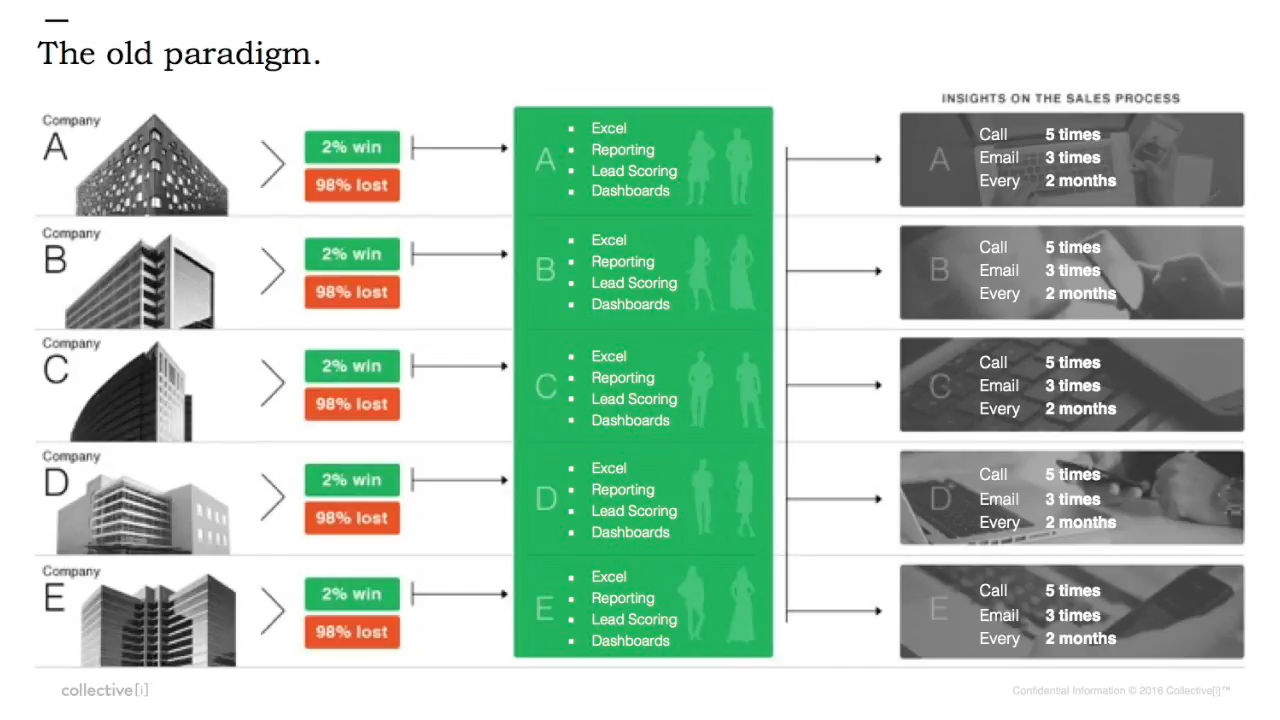 The old paradigm.
INSIGHTS ON THE SALES PROCESS
Company
A
2% win
98% lost
A
Excel
Reporting
Lead Scoring
Dashboards
A
Call 5 times
Email 3 times
Every 2 months
Company
B
2% win
98% lost
B
Excel
Reporting
Lead Scoring
Dashboards
B
Call 5 times
Email 3 times
Every 2 months
Company
C
2% win
98% lost
C
Excel
Reporting
Lead Scoring
Dashboards
C
Call 5 times
Email 3 times
Every 2 months
Company
D
2% win
98% lost
D
Excel
Reporting
Lead Scoring
Dashboards
D
Call 5 times
Email 3 times
Every 2 months
Company
E
2% win
98% lost
E
Excel
Reporting
Lead Scoring
Dashboards
E
Call 5 times
Email 3 times
Every 2 months
collective[i]™
Confidential Information © 2016 Collective[i]™